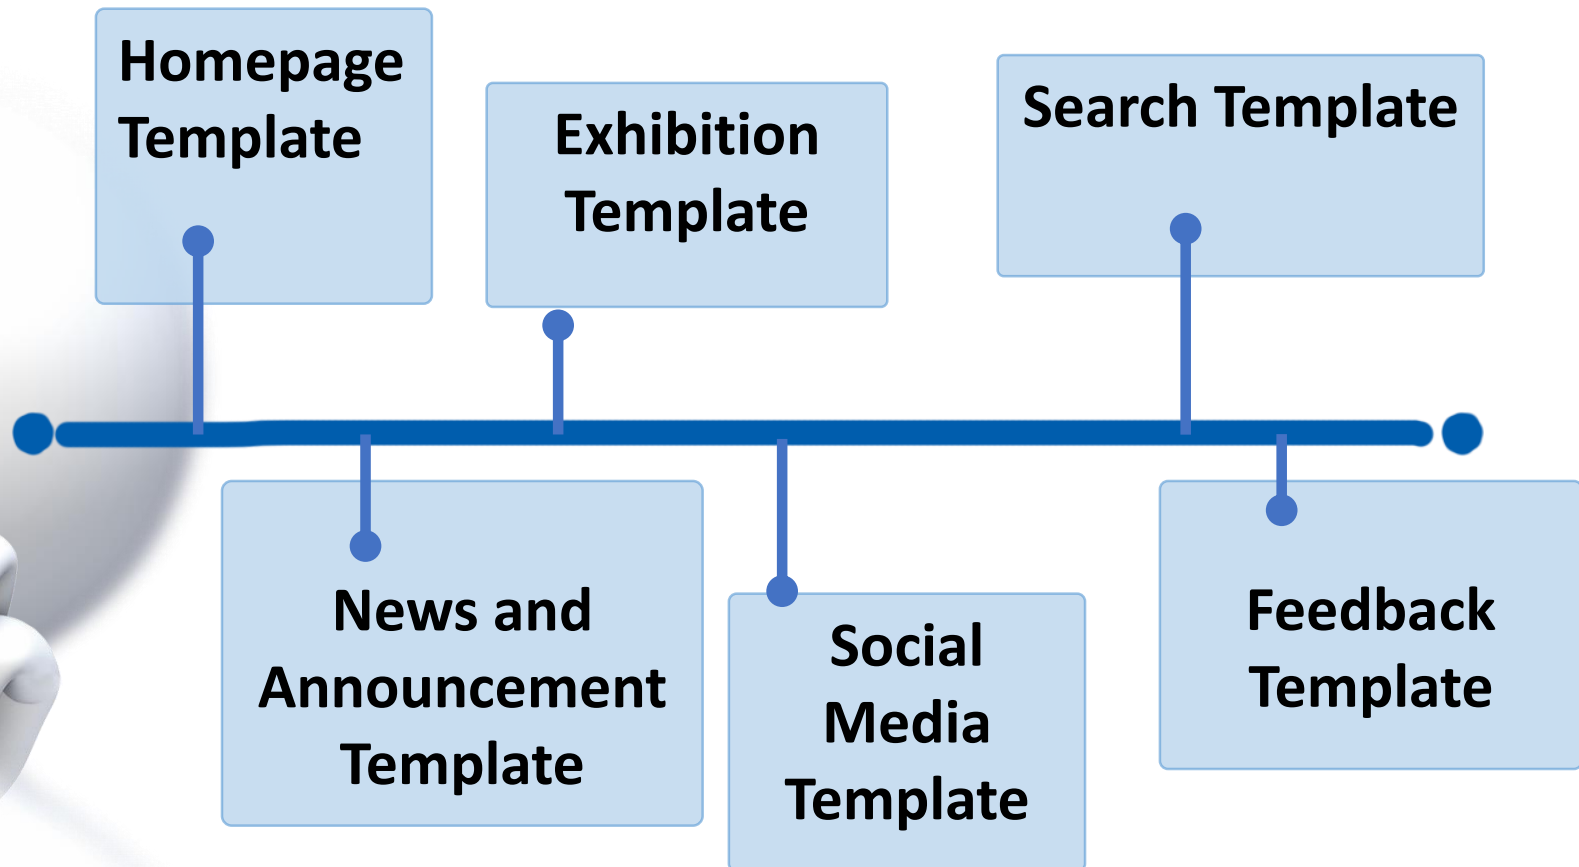 Homepage
Template
Exhibition
Template
Search Template
News and
Announcement
Template
Social
Media
Template
Feedback
Template